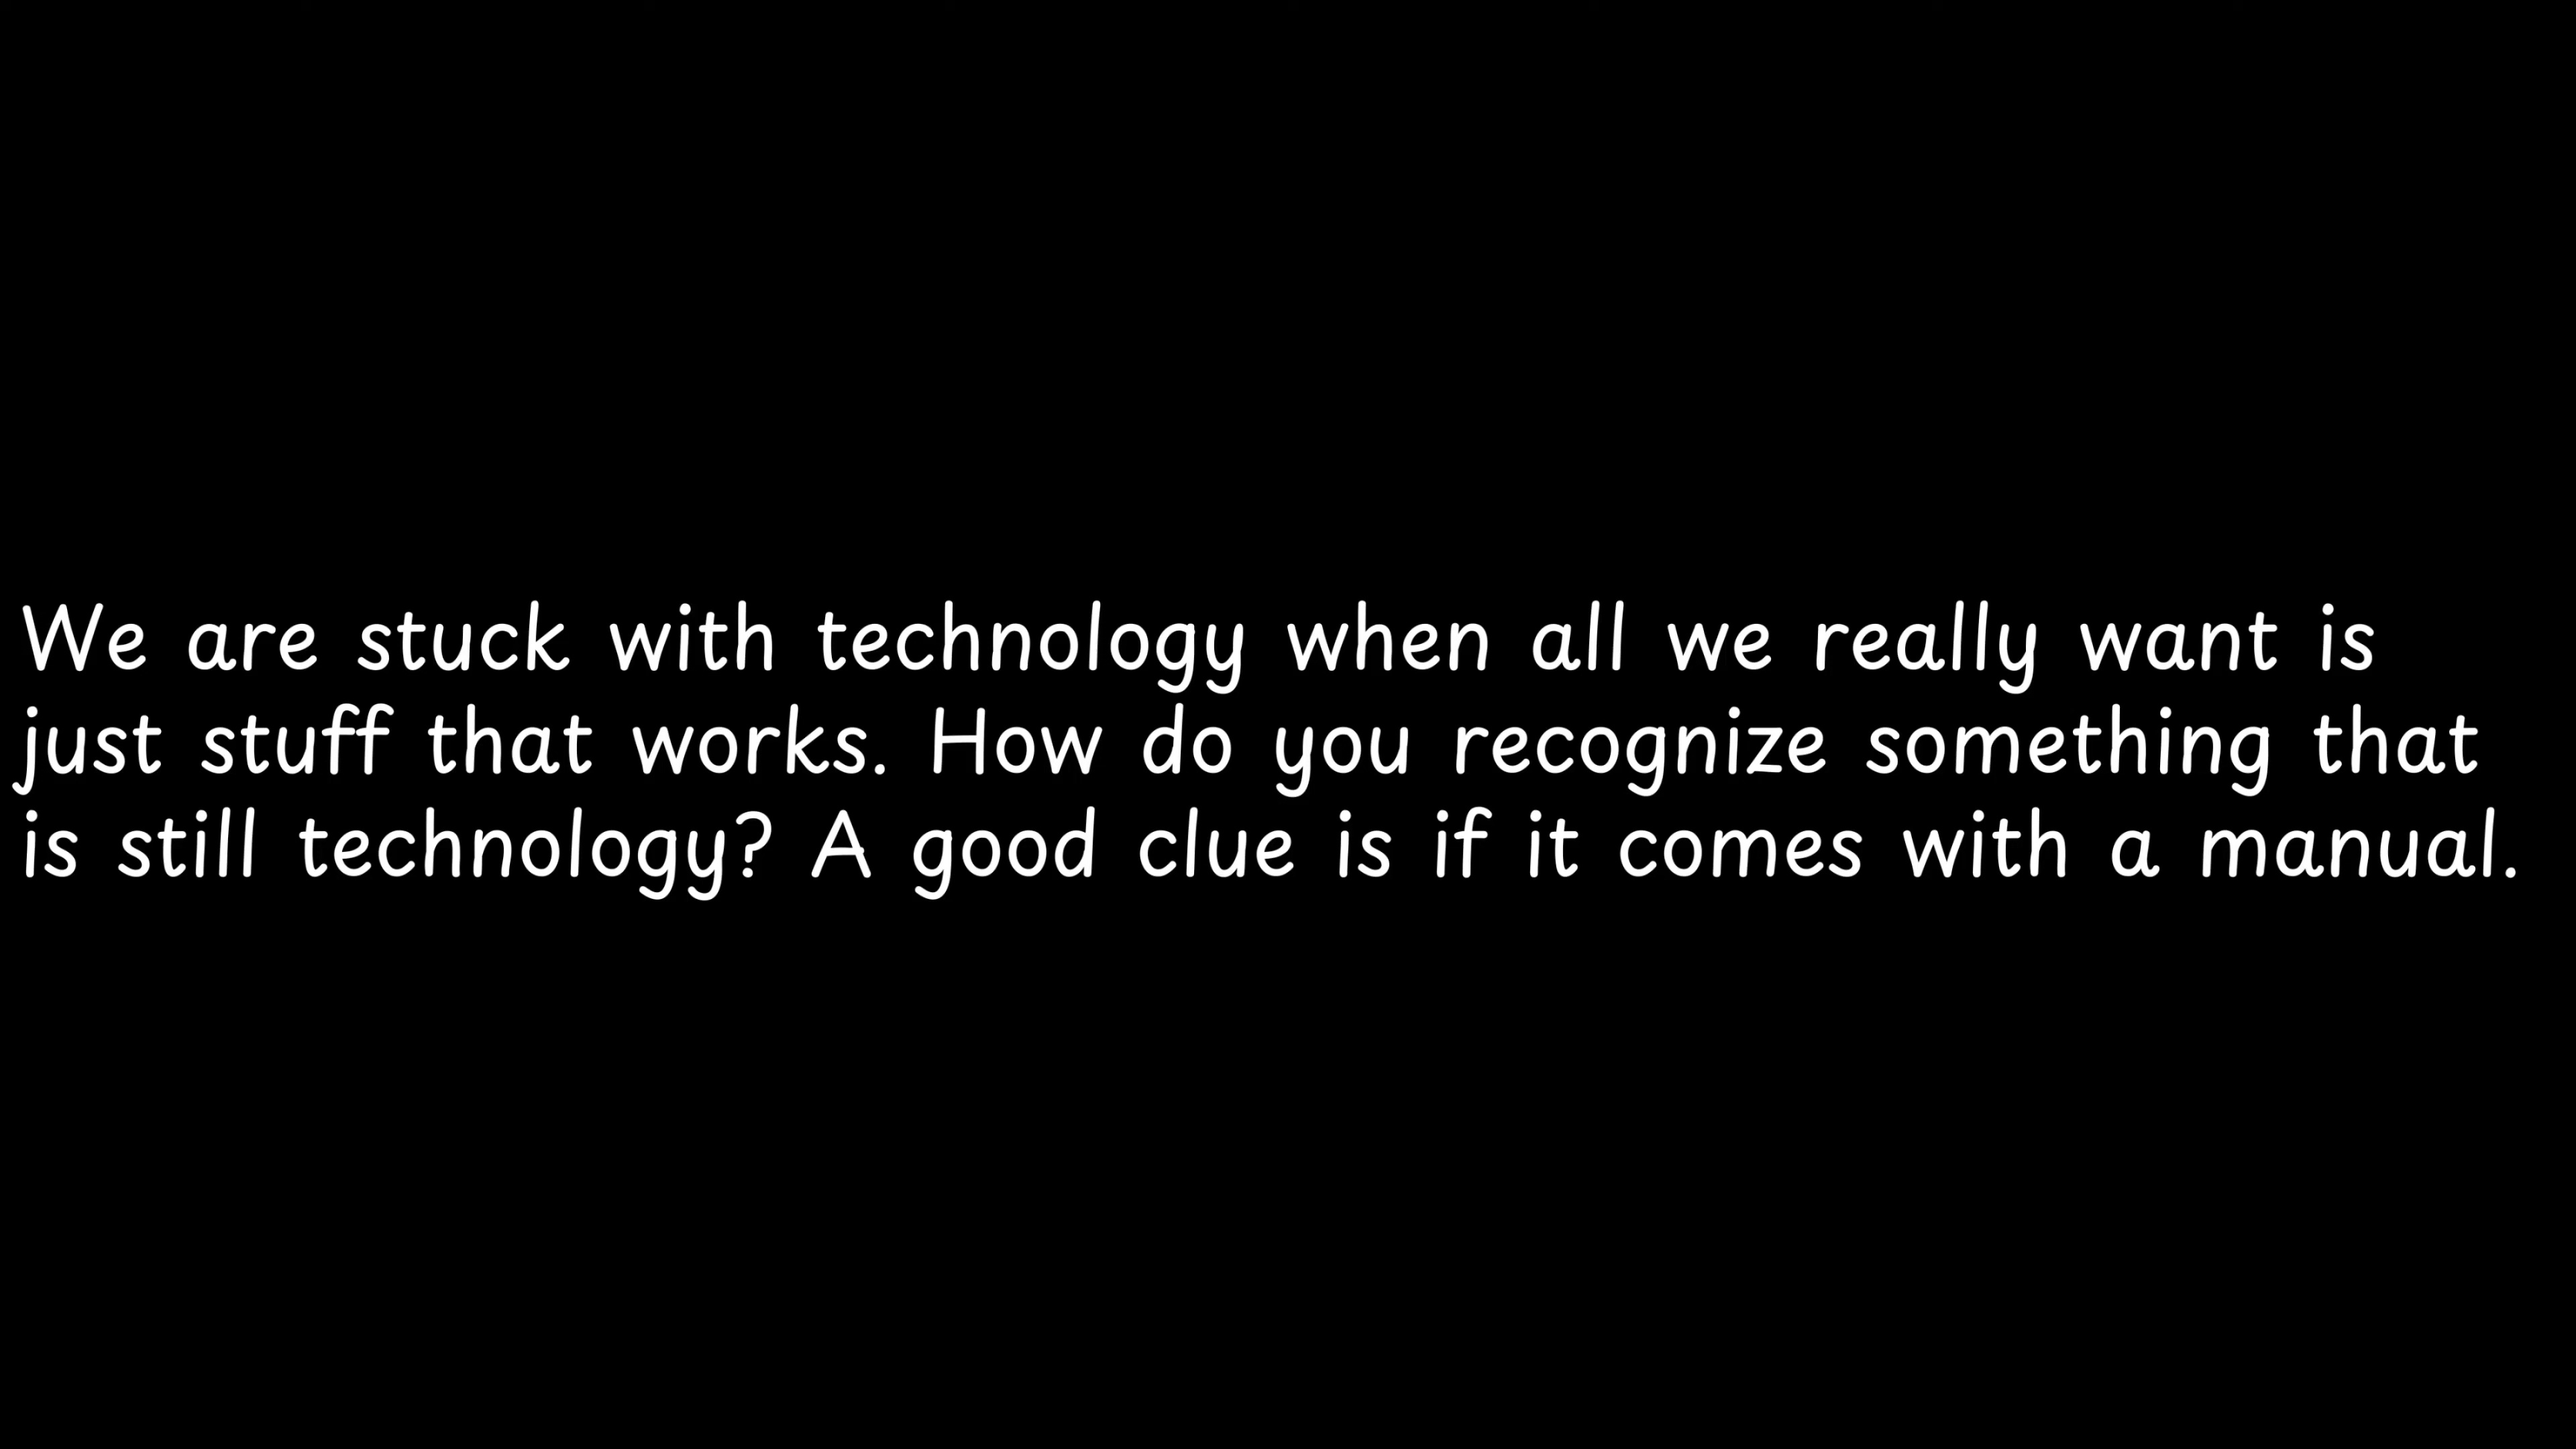 We are stuck with technology when all we really want is
just stuff that works. How do you recognize something that
is still technology? A good clue is if it comes with a manual.